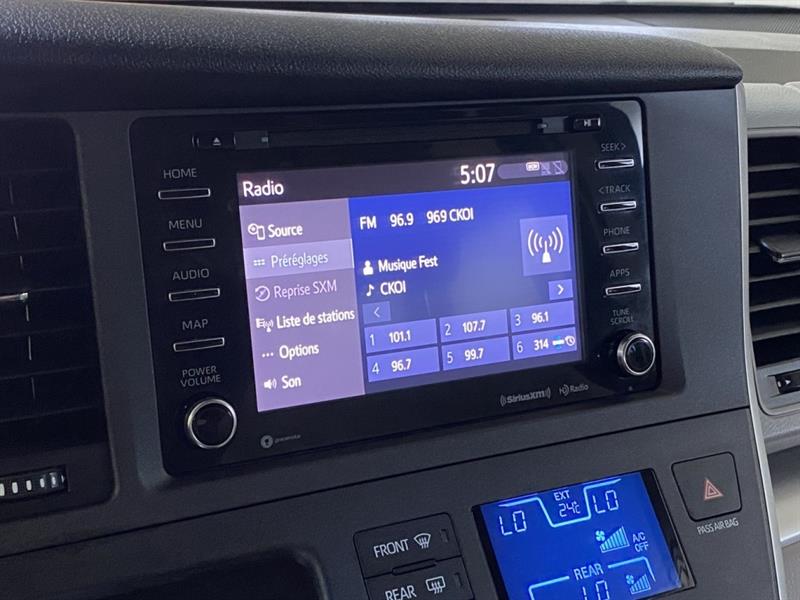 HOME
MENU
AUDIO
MAP
POWER
VOLUME
Radio
5:07
Source
Préréglages
Reprise SXM
Liste de stations
Options
Son
FM 96.9 969 CKOI
Musique Fest
CKOI
1 101.1
2 107.7
3 96.1
4 96.7
5 99.7
6 314
SEEK >
< TRACK
PHONE
APPS
TUNE
SCROLL
gracenote
((SiriusXM))
HD Radio
FRONT
REAR
LO
EXT
24°C
LO
A/C
OFF
REAR
LO
PASS AIR BAG